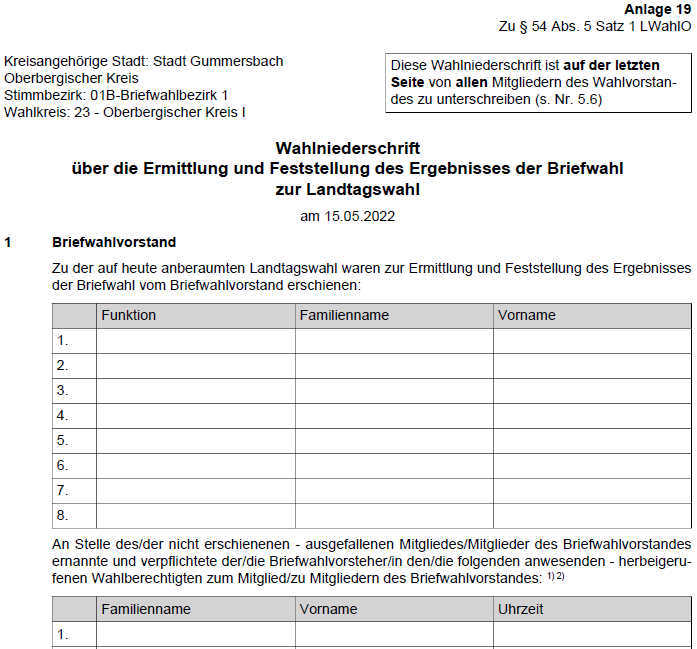 Anlage 19
Zu § 54 Abs. 5 Satz 1 LWahlO
Kreisangehörige Stadt: Stadt Gummersbach
Oberbergischer Kreis
Stimmbezirk: 01B-Briefwahlbezirk 1
Wahlkreis: 23 - Oberbergischer Kreis I
Diese Wahlniederschrift ist auf der letzten
Seite von allen Mitgliedern des Wahlvorstan-
des zu unterschreiben (s. Nr. 5.6)
Wahlniederschrift
über die Ermittlung und Feststellung des Ergebnisses der Briefwahl
zur Landtagswahl
am 15.05.2022
1 Briefwahlvorstand
Zu der auf heute anberaumten Landtagswahl waren zur Ermittlung und Feststellung des Ergebnisses
der Briefwahl vom Briefwahlvorstand erschienen:
Funktion Familienname Vorname
1.
2.
3.
4.
5.
6.
7.
8.
An Stelle des/der nicht erschienenen - ausgefallenen Mitgliedes/Mitglieder des Briefwahlvorstandes
ernannte und verpflichtete der/die Briefwahlvorsteher/in den/die folgenden anwesenden - herbeigeru-
fenen Wahlberechtigten zum Mitglied/zu Mitgliedern des Briefwahlvorstandes: 1) 2)
Familienname Vorname Uhrzeit
1.